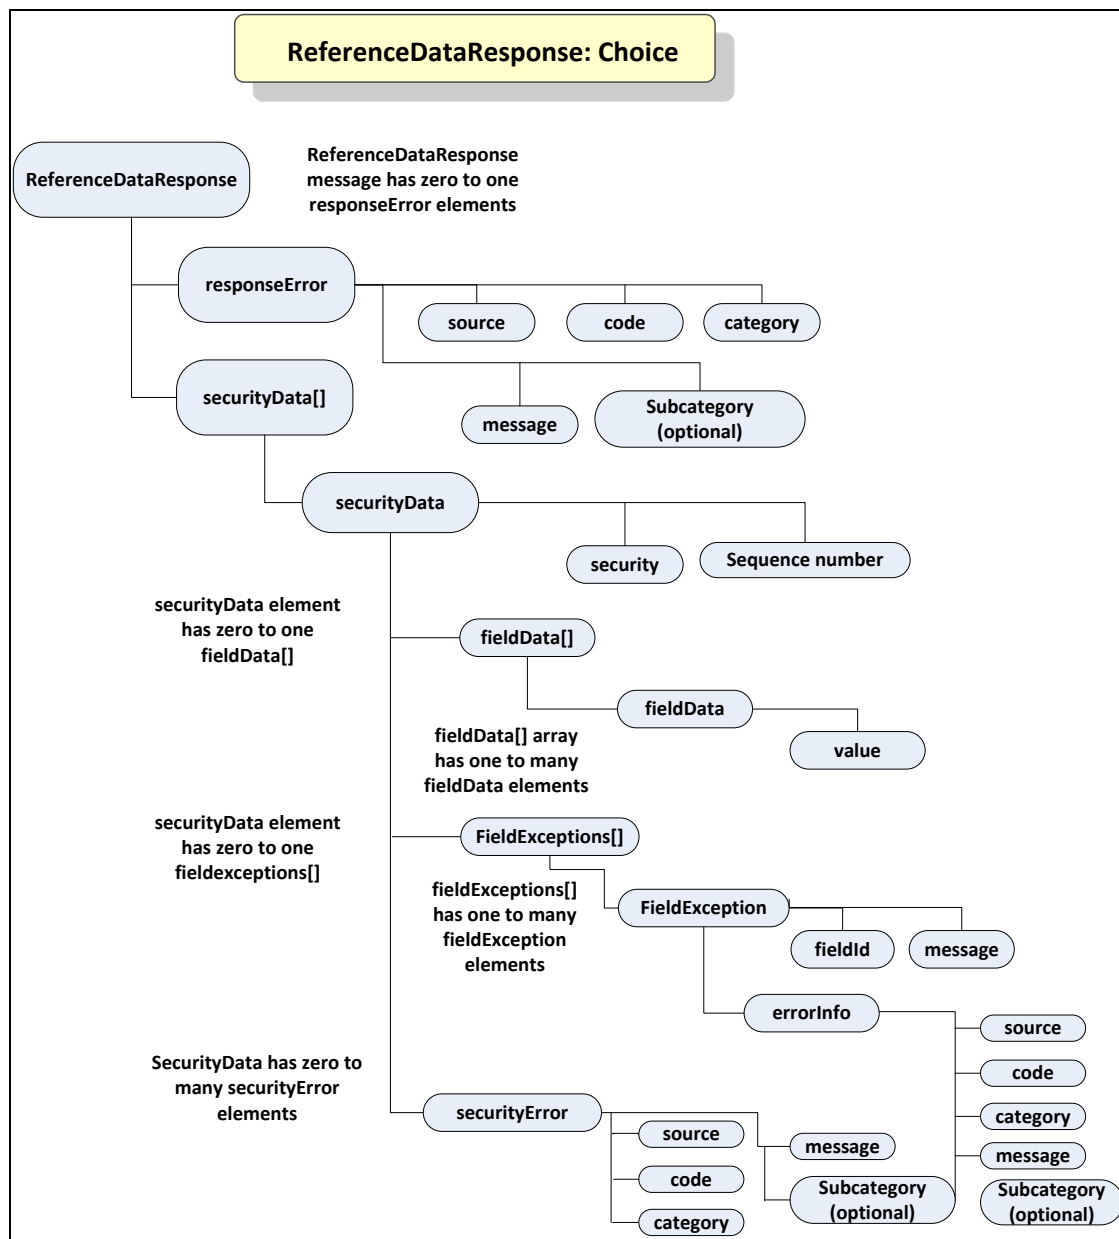 ReferenceDataResponse: Choice
ReferenceDataResponse
ReferenceDataResponse
message has zero to one
responseError elements
responseError
source
code
category
securityData[]
message
Subcategory
(optional)
securityData
security
Sequence number
securityData element
has zero to one
fieldData[]
fieldData[]
fieldData
value
fieldData[] array
has one to many
fieldData elements
securityData element
has zero to one
fieldexceptions[]
FieldExceptions[]
fieldExceptions[]
has one to many
fieldException
elements
FieldException
fieldId
message
errorInfo
source
code
category
message
Subcategory
(optional)
SecurityData has zero to
many securityError
elements
securityError
source
code
category
message
Subcategory
(optional)